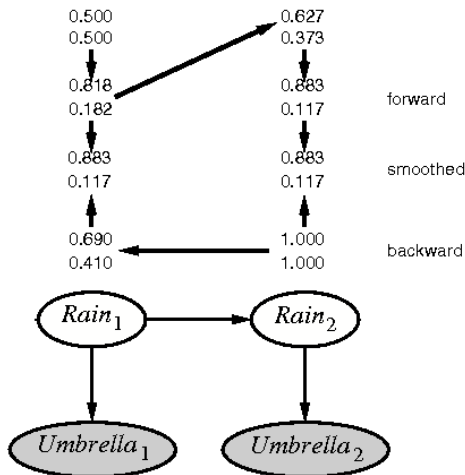 0.500 0.627
0.500 0.373
0.818 0.883
0.182 0.117 forward
0.883 0.883
0.117 0.117 smoothed
0.690 1.000
0.410 1.000 backward
Rain1 Rain2
Umbrella1 Umbrella2